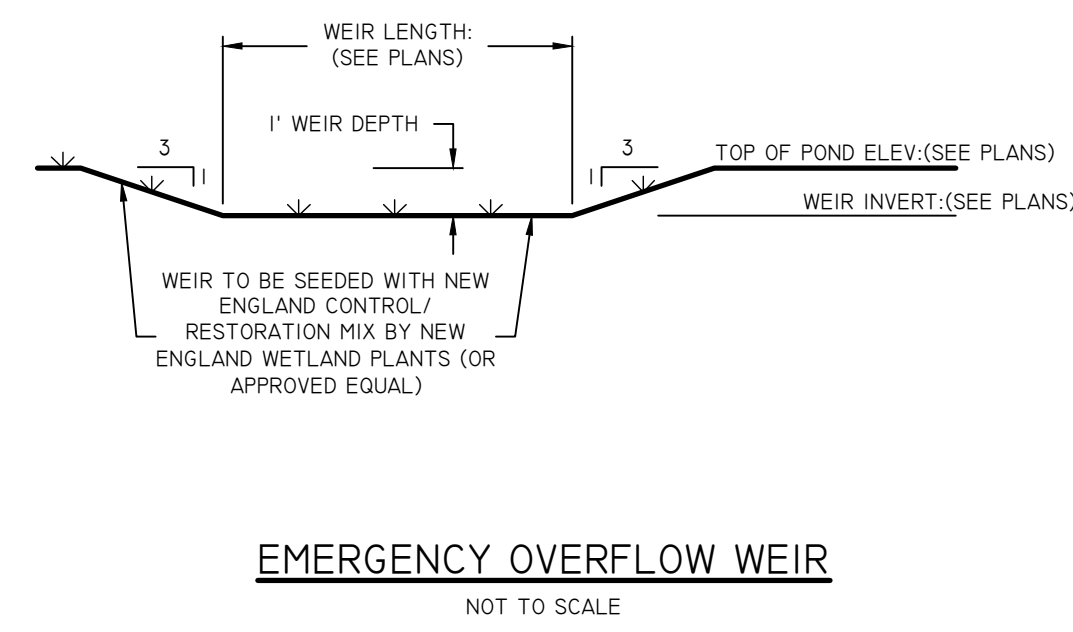 WEIR LENGTH:
(SEE PLANS)
1' WEIR DEPTH
3
1
3
1
TOP OF POND ELEV:(SEE PLANS)
WEIR INVERT:(SEE PLANS)
WEIR TO BE SEEDED WITH NEW
ENGLAND CONTROL/
RESTORATION MIX BY NEW
ENGLAND WETLAND PLANTS (OR
APPROVED EQUAL)
EMERGENCY OVERFLOW WEIR
NOT TO SCALE